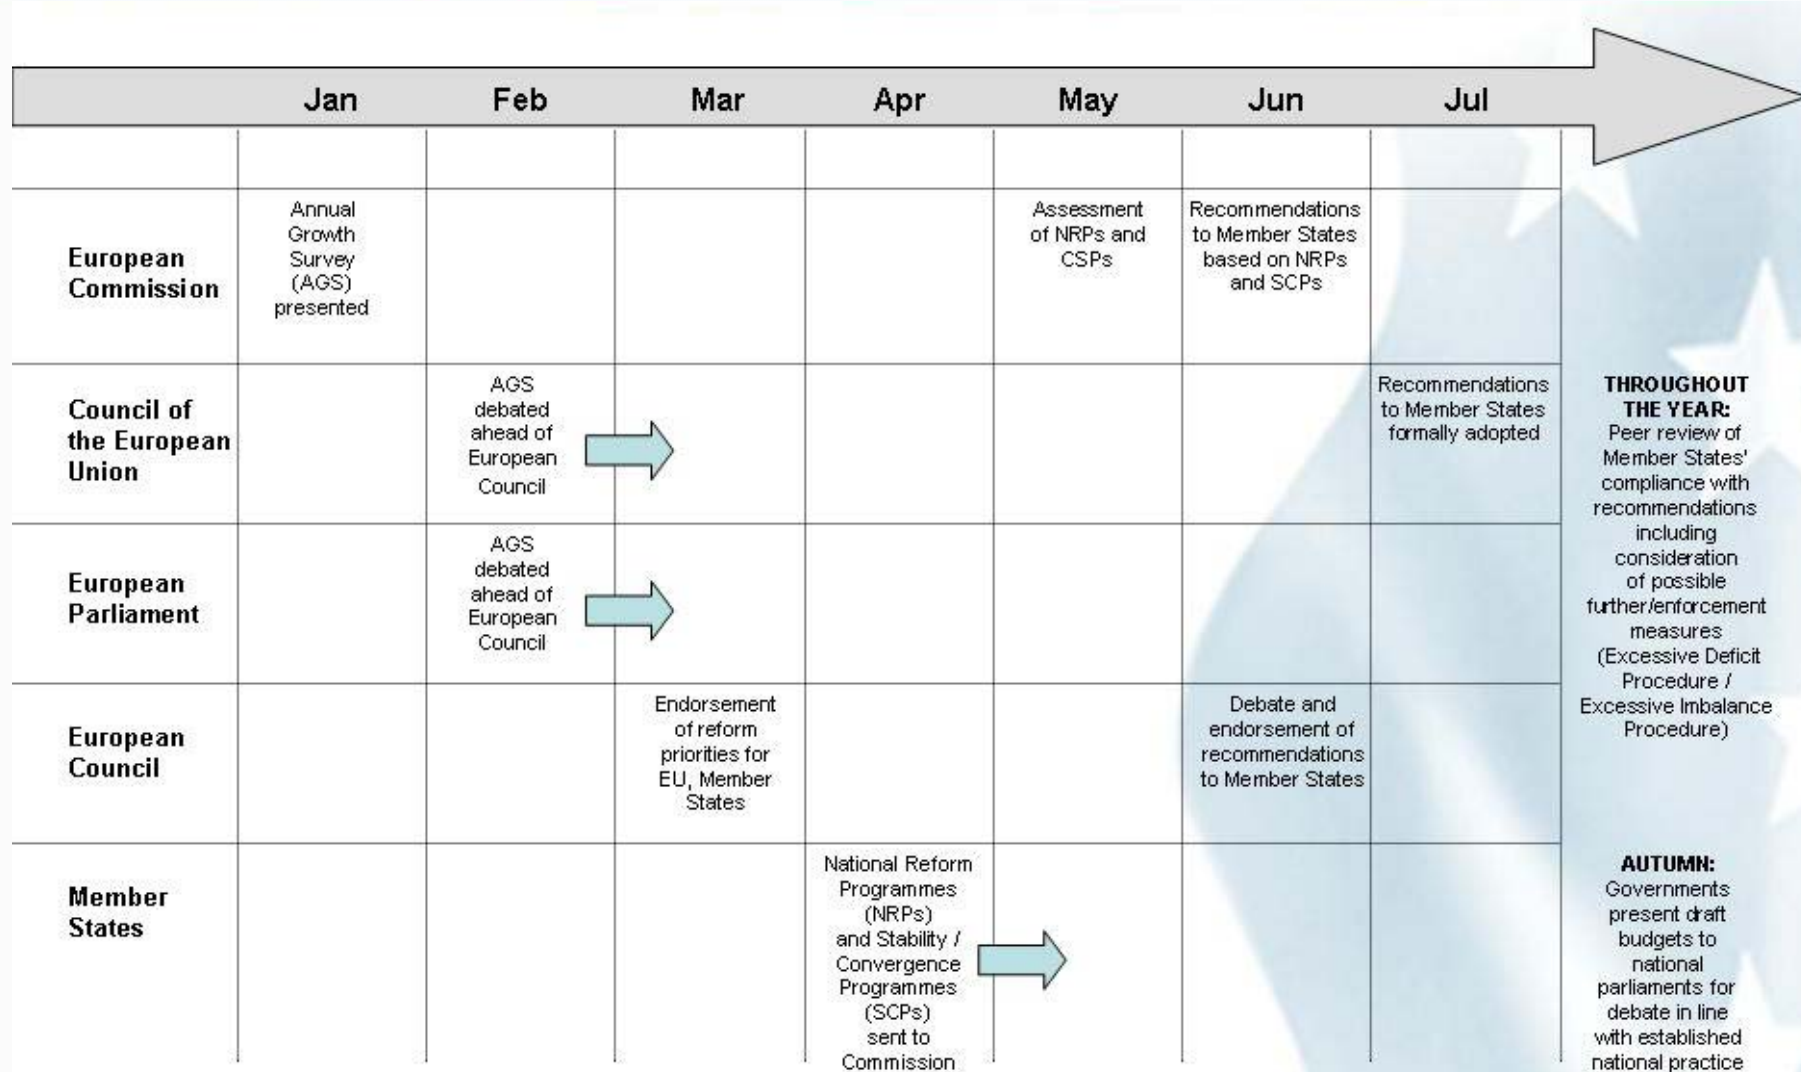 Jan Feb Mar Apr May Jun Jul
European
Commission
Annual
Growth
Survey
(AGS)
presented
Assessment
of NRPs and
CSPs
Recommendations
to Member States
based on NRPs
and SCPs
Council of
the European
Union
AGS
debated
ahead of
European
Council
Recommendations
to Member States
formally adopted
European
Parliament
AGS
debated
ahead of
European
Council
European
Council
Endorsement
of reform
priorities for
EU, Member
States
Debate and
endorsement of
recommendations
to Member States
Member
States
National Reform
Programmes
(NRPs)
and Stability /
Convergence
Programmes
(SCPs)
sent to
Commission
THROUGHOUT
THE YEAR:
Peer review of
Member States'
compliance with
recommendations
including
consideration
of possible
further/enforcement
measures
(Excessive Deficit
Procedure /
Excessive Imbalance
Procedure)
AUTUMN:
Governments
present draft
budgets to
national
parliaments for
debate in line
with established
national practice